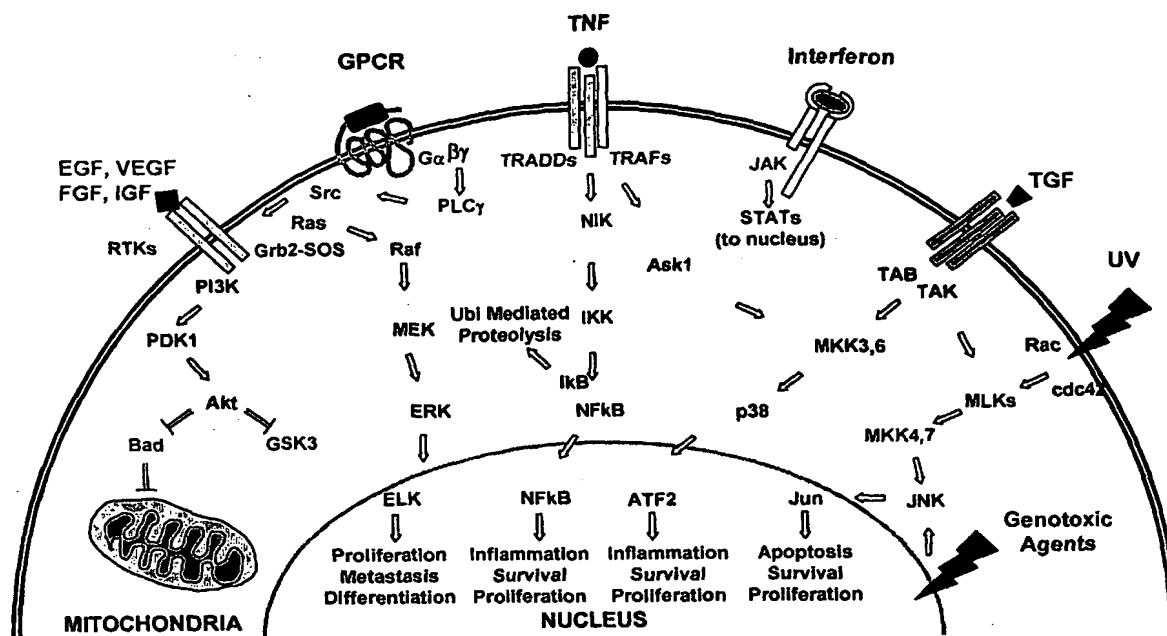 TNF
GPCR
Interferon
EGF, VEGF
FGF, IGF
RTKs
Gα βγ
PLCγ
Src
Ras
Grb2-SOS
Raf
PI3K
PDK1
Akt
Bad
GSK3
MEK
ERK
TRADDs
TRAFs
NIK
Ask1
Ubi Mediated
Proteolysis
IKK
IkB
NFkB
JAK
STATs
(to nucleus)
TGF
TAB
TAK
UV
Rac
cdc42
MKK3,6
p38
MLKs
MKK4,7
JNK
Genotoxic
Agents
ELK
Proliferation
Metastasis
Differentiation
NFkB
Inflammation
Survival
Proliferation
ATF2
Inflammation
Survival
Proliferation
Jun
Apoptosis
Survival
Proliferation
MITOCHONDRIA
NUCLEUS